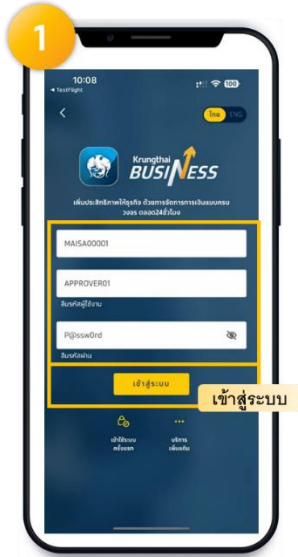 1
10:08
TestFlight
100
ไทย ENG
Krungthai
BUSINESS
เพิ่มประสิทธิภาพให้ธุรกิจ ด้วยการจัดการการเงินแบบครบ
วงจร ตลอด24ชั่วโมง
MAISA00001
APPROVER01
ลืมรหัสผู้ใช้งาน
P@ssw0rd
ลืมรหัสผ่าน
เข้าสู่ระบบ
เข้าสู่ระบบ
เข้าใช้ระบบ
ครั้งแรก
บริการ
เพิ่มเติม